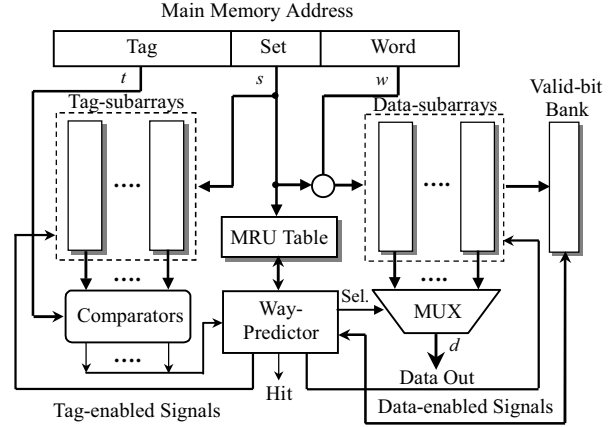 Main Memory Address
Tag Set Word
t s w
Tag-subarrays Data-subarrays Valid-bit
Bank
.... ....
MRU Table
.... ....
Comparators Way-
Predictor Sel. MUX
....
d
Hit Data Out
Tag-enabled Signals Data-enabled Signals